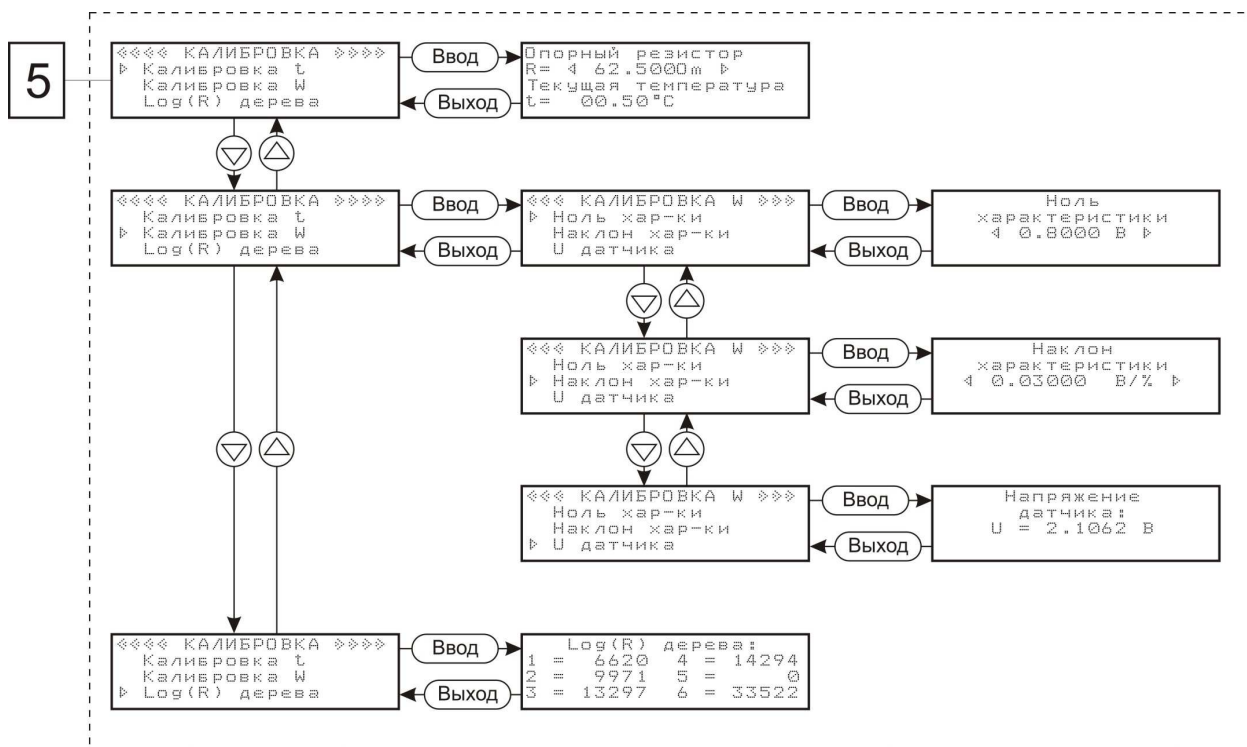 5
«««« КАЛИБРОВКА »»»»
▷ Калибровка t
Калибровка W
Log(R) дерева
Ввод
Выход
Опорный резистор
R= ◁ 62.500Om ▷
Текущая температура
t= 00.50°C
«««« КАЛИБРОВКА »»»»
Калибровка t
▷ Калибровка W
Log(R) дерева
Ввод
Выход
««« КАЛИБРОВКА W »»»
▷ Ноль хар-ки
Наклон хар-ки
U датчика
Ввод
Выход
Ноль
характеристики
◁ 0.8000 В ▷
««« КАЛИБРОВКА W »»»
Ноль хар-ки
▷ Наклон хар-ки
U датчика
Ввод
Выход
Наклон
характеристики
◁ 0.03000 В/% ▷
««« КАЛИБРОВКА W »»»
Ноль хар-ки
Наклон хар-ки
▷ U датчика
Ввод
Выход
Напряжение
датчика:
U = 2.1062 В
«««« КАЛИБРОВКА »»»»
Калибровка t
Калибровка W
▷ Log(R) дерева
Ввод
Выход
Log(R) дерева:
1 = 6620 4 = 14294
2 = 9971 5 = 0
3 = 13297 6 = 33522